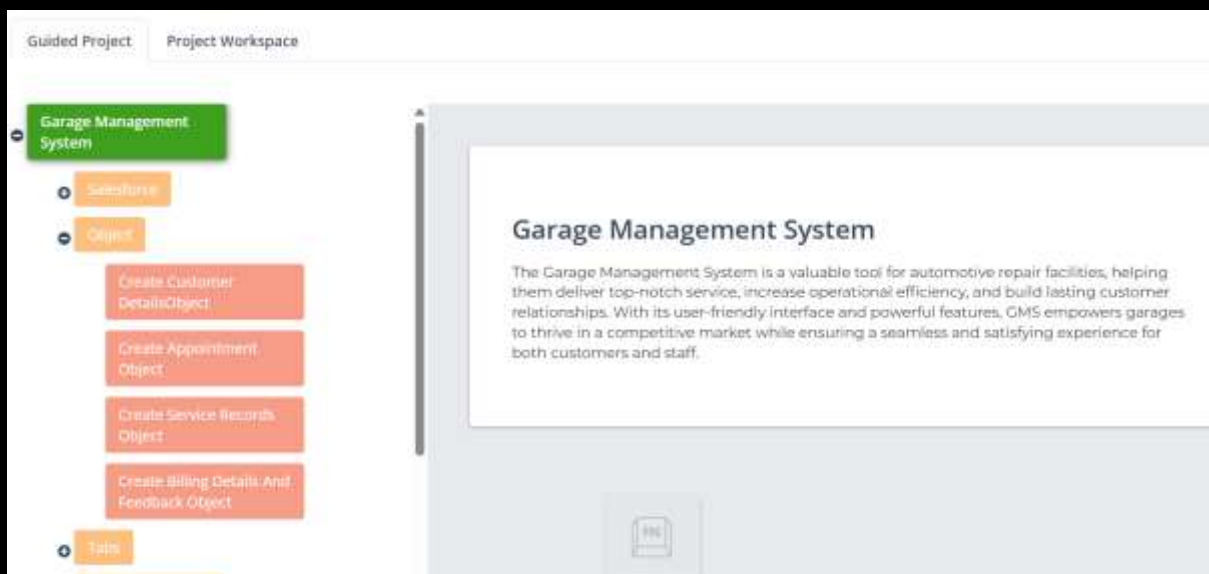 Guided Project
Project Workspace
Garage Management
System
Salesforce
Object
Create Customer
DetailsObject
Create Appointment
Object
Create Service Records
Object
Create Billing Details And
Feedback Object
Tabs
Garage Management System
The Garage Management System is a valuable tool for automotive repair facilities, helping
them deliver top-notch service, increase operational efficiency, and build lasting customer
relationships. With its user-friendly interface and powerful features, GMS empowers garages
to thrive in a competitive market while ensuring a seamless and satisfying experience for
both customers and staff.